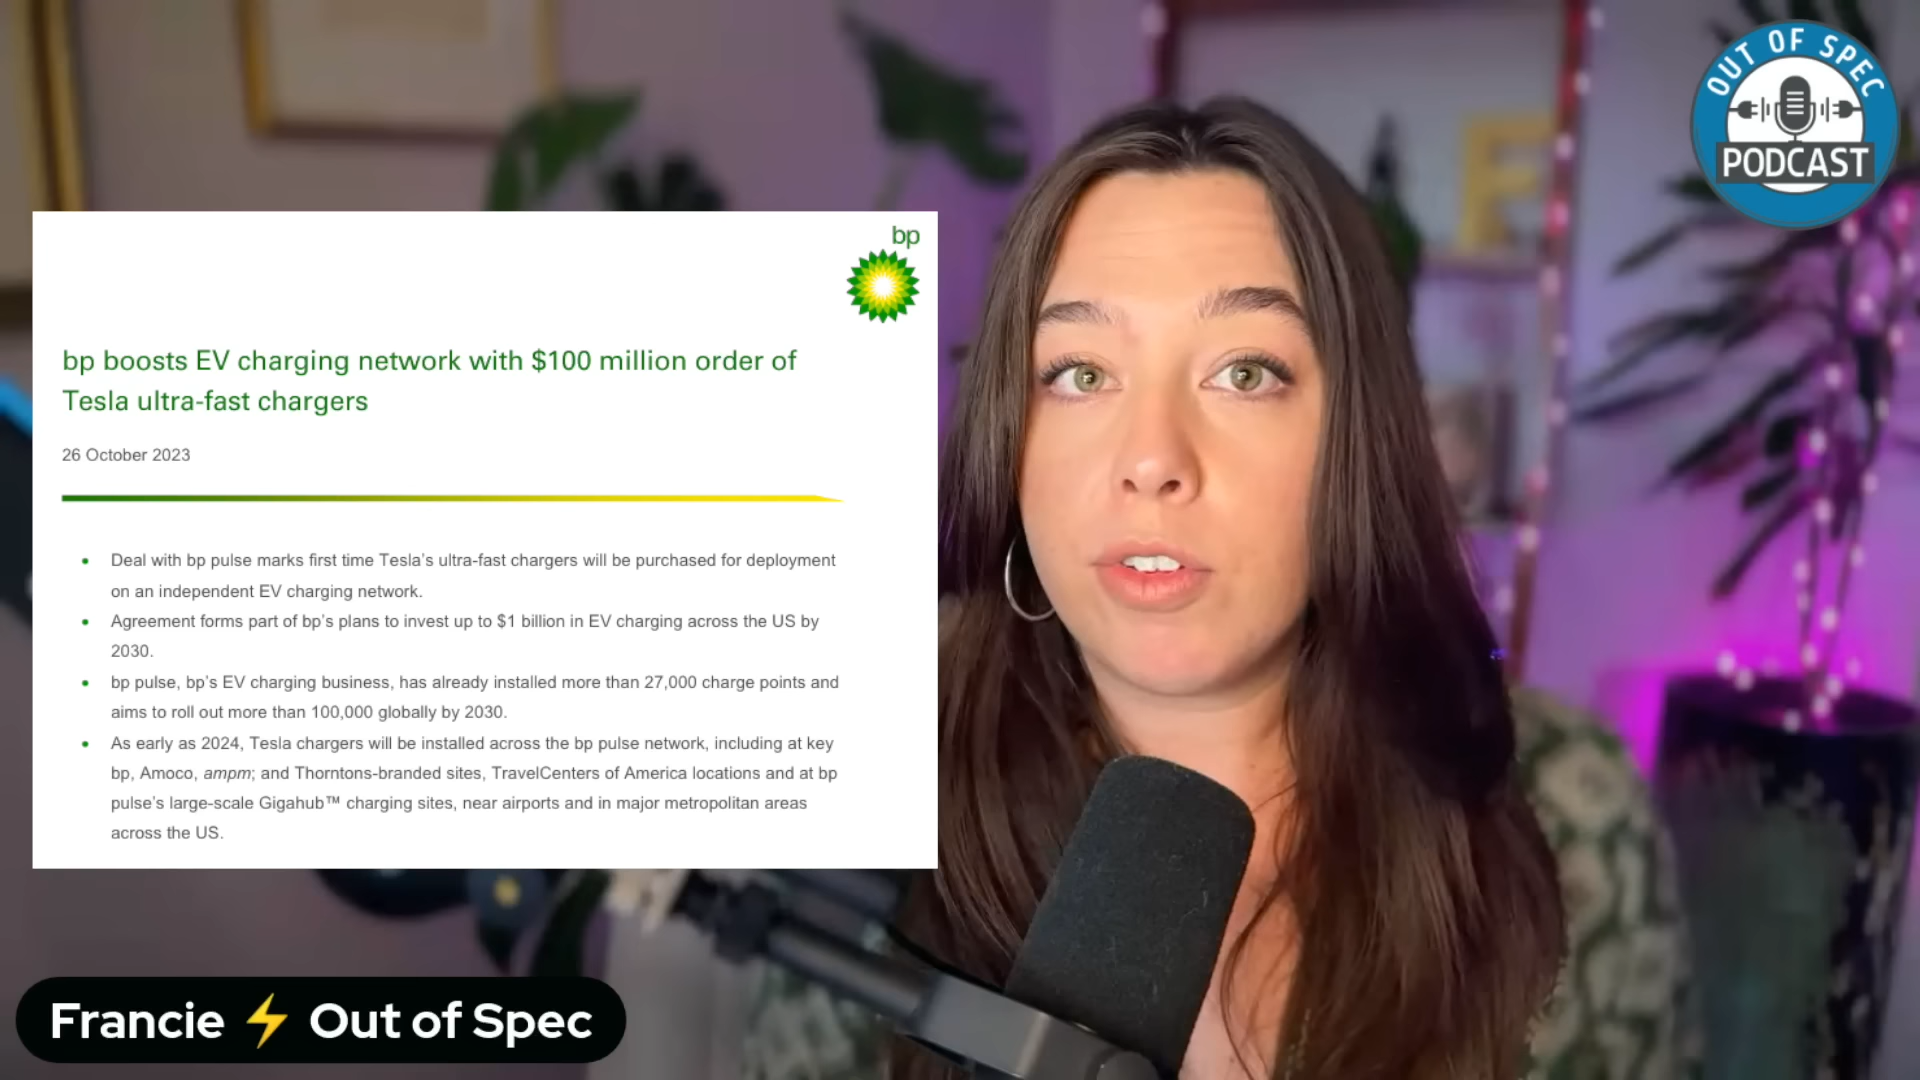 OUT OF SPEC
PODCAST
bp
bp boosts EV charging network with $100 million order of
Tesla ultra-fast chargers
26 October 2023
• Deal with bp pulse marks first time Tesla’s ultra-fast chargers will be purchased for deployment
on an independent EV charging network.
• Agreement forms part of bp’s plans to invest up to $1 billion in EV charging across the US by
2030.
• bp pulse, bp’s EV charging business, has already installed more than 27,000 charge points and
aims to roll out more than 100,000 globally by 2030.
• As early as 2024, Tesla chargers will be installed across the bp pulse network, including at key
bp, Amoco, ampm; and Thorntons-branded sites, TravelCenters of America locations and at bp
pulse’s large-scale Gigahub™ charging sites, near airports and in major metropolitan areas
across the US.
Francie ⚡ Out of Spec